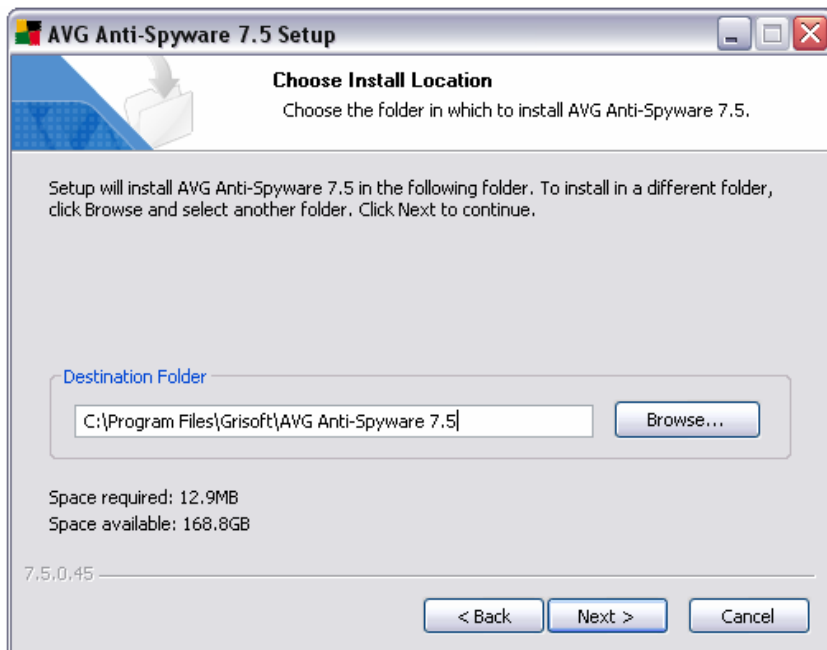 AVG Anti-Spyware 7.5 Setup
Choose Install Location
Choose the folder in which to install AVG Anti-Spyware 7.5.
Setup will install AVG Anti-Spyware 7.5 in the following folder. To install in a different folder,
click Browse and select another folder. Click Next to continue.
Destination Folder
C:\Program Files\Grisoft\AVG Anti-Spyware 7.5
Browse...
Space required: 12.9MB
Space available: 168.8GB
7.5.0.45
< Back
Next >
Cancel